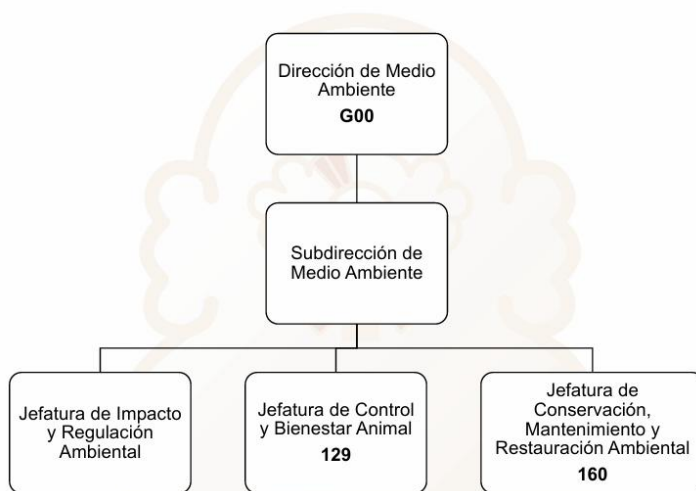 Dirección de Medio
Ambiente
G00
Subdirección de
Medio Ambiente
Jefatura de Impacto
y Regulación
Ambiental
Jefatura de Control
y Bienestar Animal
129
Jefatura de
Conservación,
Mantenimiento y
Restauración Ambiental
160